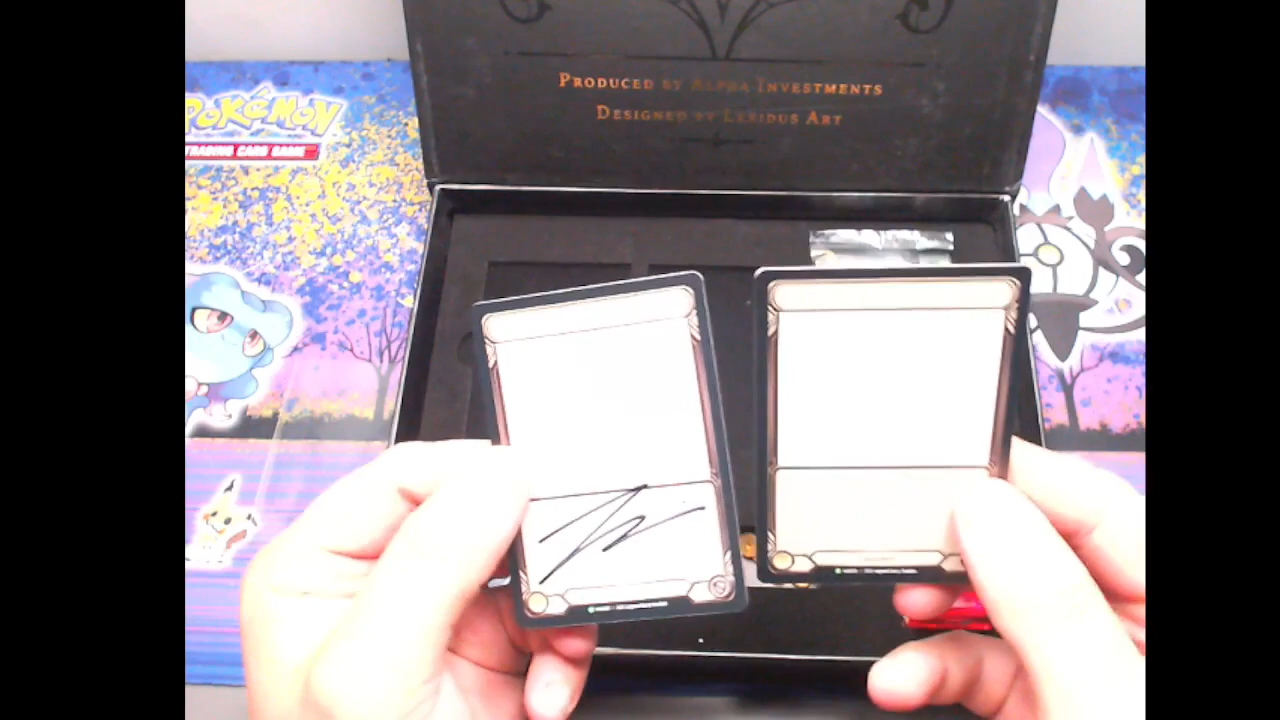 PRODUCED BY ALPHA INVESTMENTS
DESIGNED BY LEXIDUS ART
POKÉMON
TRADING CARD GAME